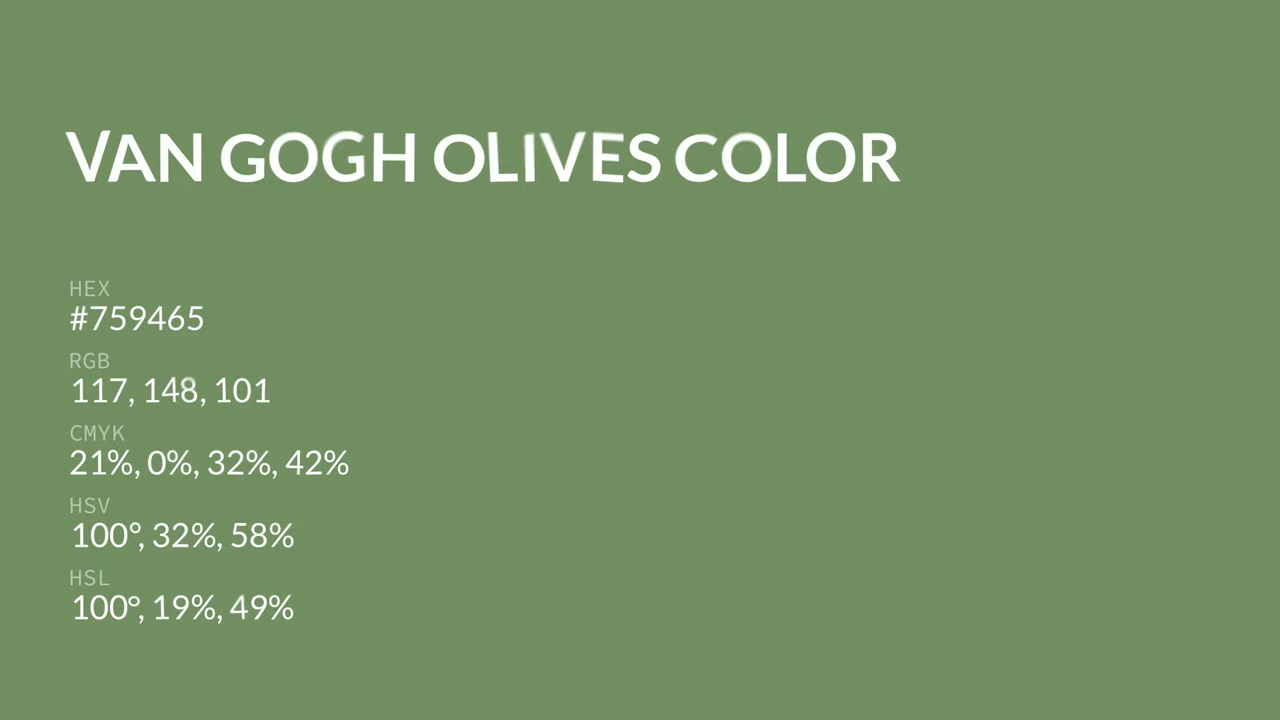 VAN GOGH OLIVES COLOR
HEX
#759465
RGB
117, 148, 101
CMYK
21%, 0%, 32%, 42%
HSV
100°, 32%, 58%
HSL
100°, 19%, 49%